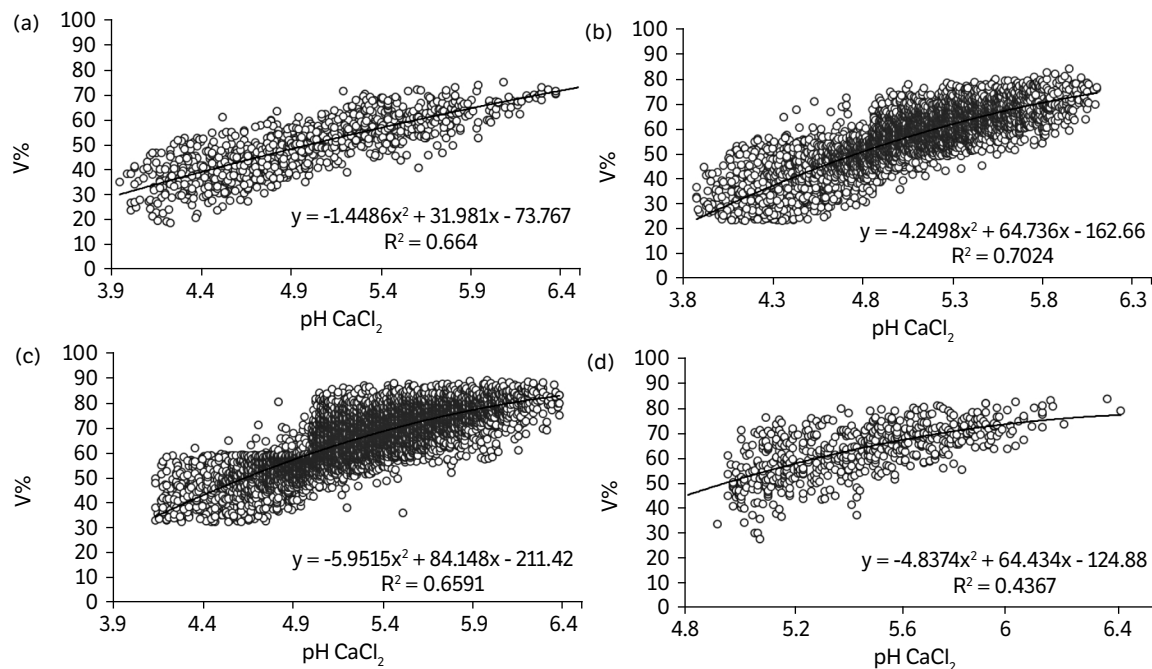 (a)
100
90
80
70
60
50
40
30
20
10
0
V%
y = -1.4486x² + 31.981x - 73.767
R² = 0.664
3.9 4.4 4.9 5.4 5.9 6.4
pH CaCl₂
(b)
100
90
80
70
60
50
40
30
20
10
0
V%
y = -4.2498x² + 64.736x - 162.66
R² = 0.7024
3.8 4.3 4.8 5.3 5.8 6.3
pH CaCl₂
(c)
100
90
80
70
60
50
40
30
20
10
0
V%
y = -5.9515x² + 84.148x - 211.42
R² = 0.6591
3.9 4.4 4.9 5.4 5.9 6.4
pH CaCl₂
(d)
100
90
80
70
60
50
40
30
20
10
0
V%
y = -4.8374x² + 64.434x - 124.88
R² = 0.4367
4.8 5.2 5.6 6 6.4
pH CaCl₂